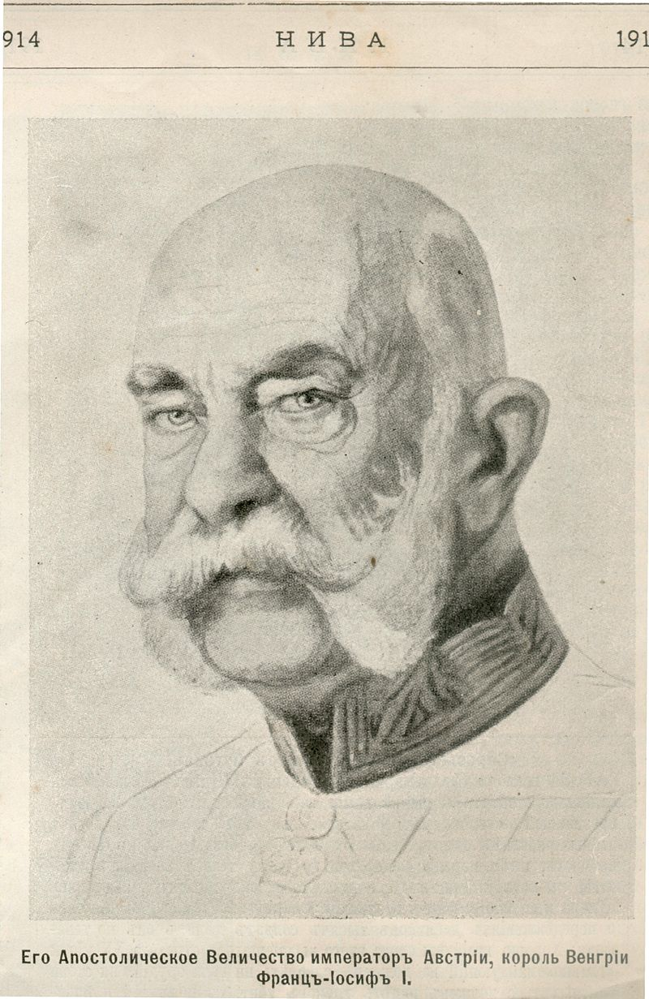 914 НИВА 191
Его Апостолическое Величество императоръ Австріи, король Венгріи
Францъ-Іосифъ I.